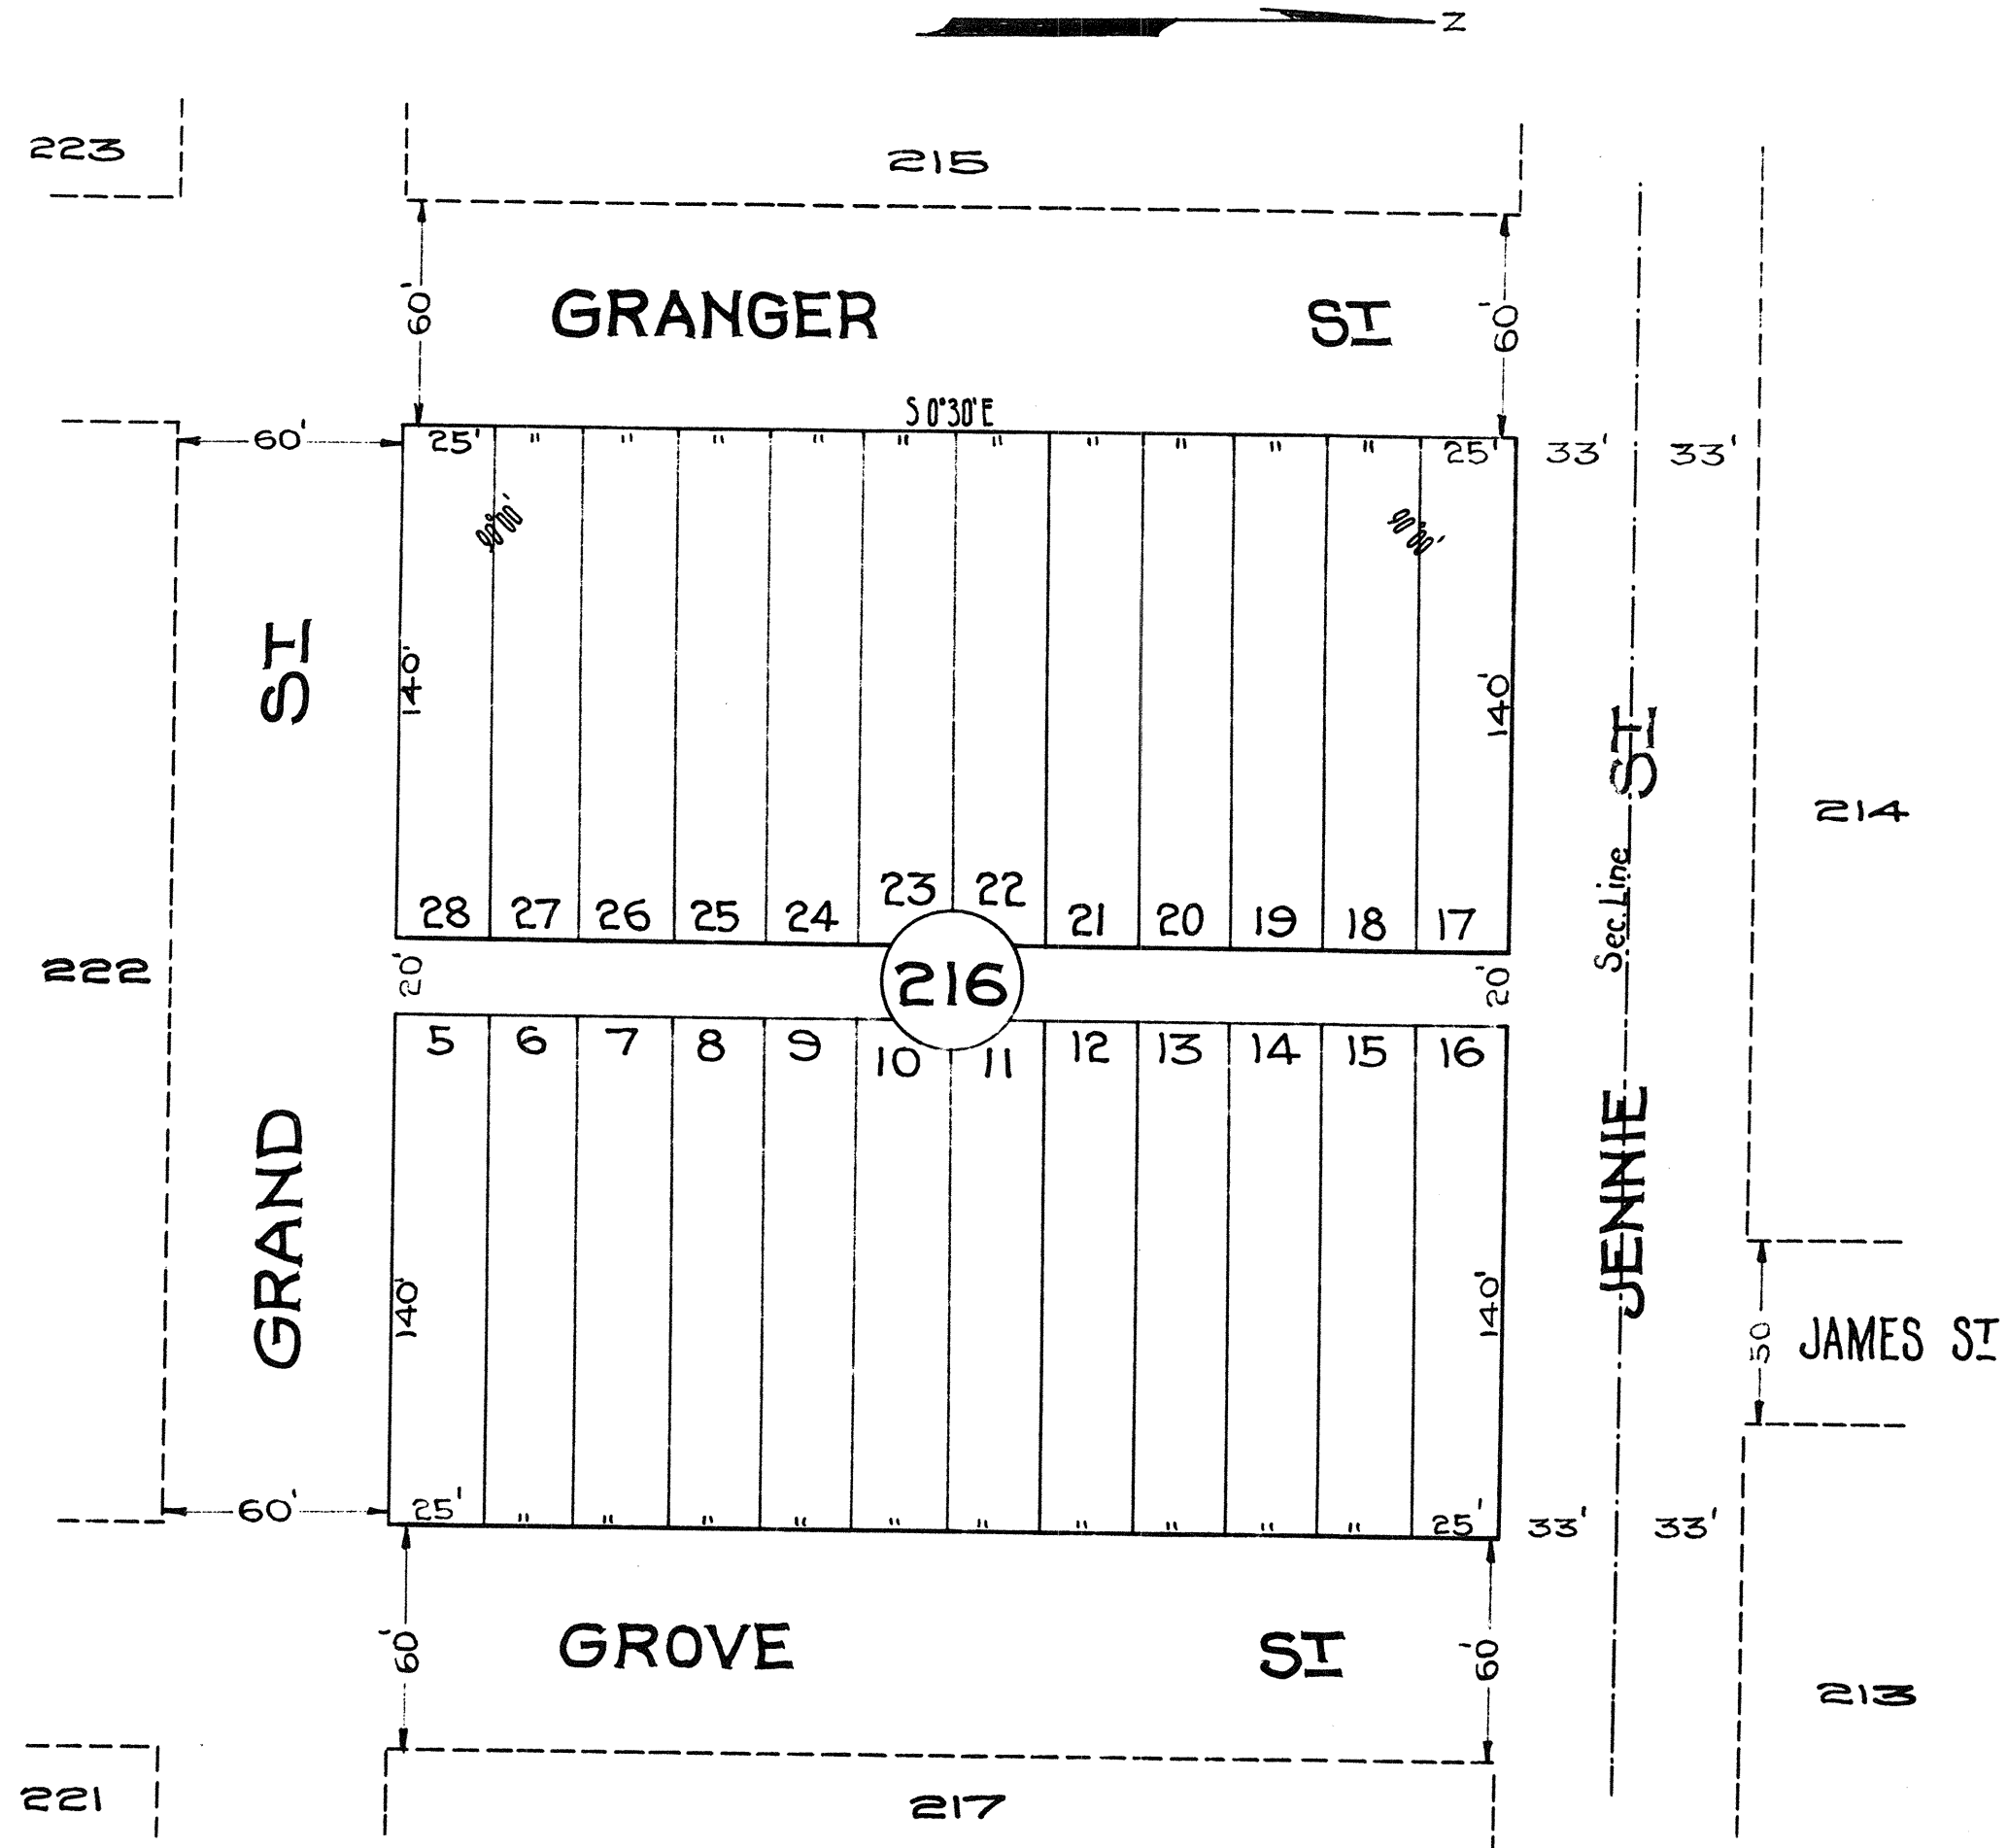 Z
223
215
60'
GRANGER ST
60'
S 0°30' E
60'
25' " " " " " " " " " " 25'
33' 33'
90°00'
90°00'
ST
140'
140'
ST
214
Sec. Line
28 27 26 25 24 23 22 21 20 19 18 17
222
20'
216
20'
5 6 7 8 9 10 11 12 13 14 15 16
GRAND
JENNIE
140'
140'
50
JAMES ST
60'
25' " " " " " " " " " " 25'
33' 33'
60'
GROVE ST
60'
213
221
217